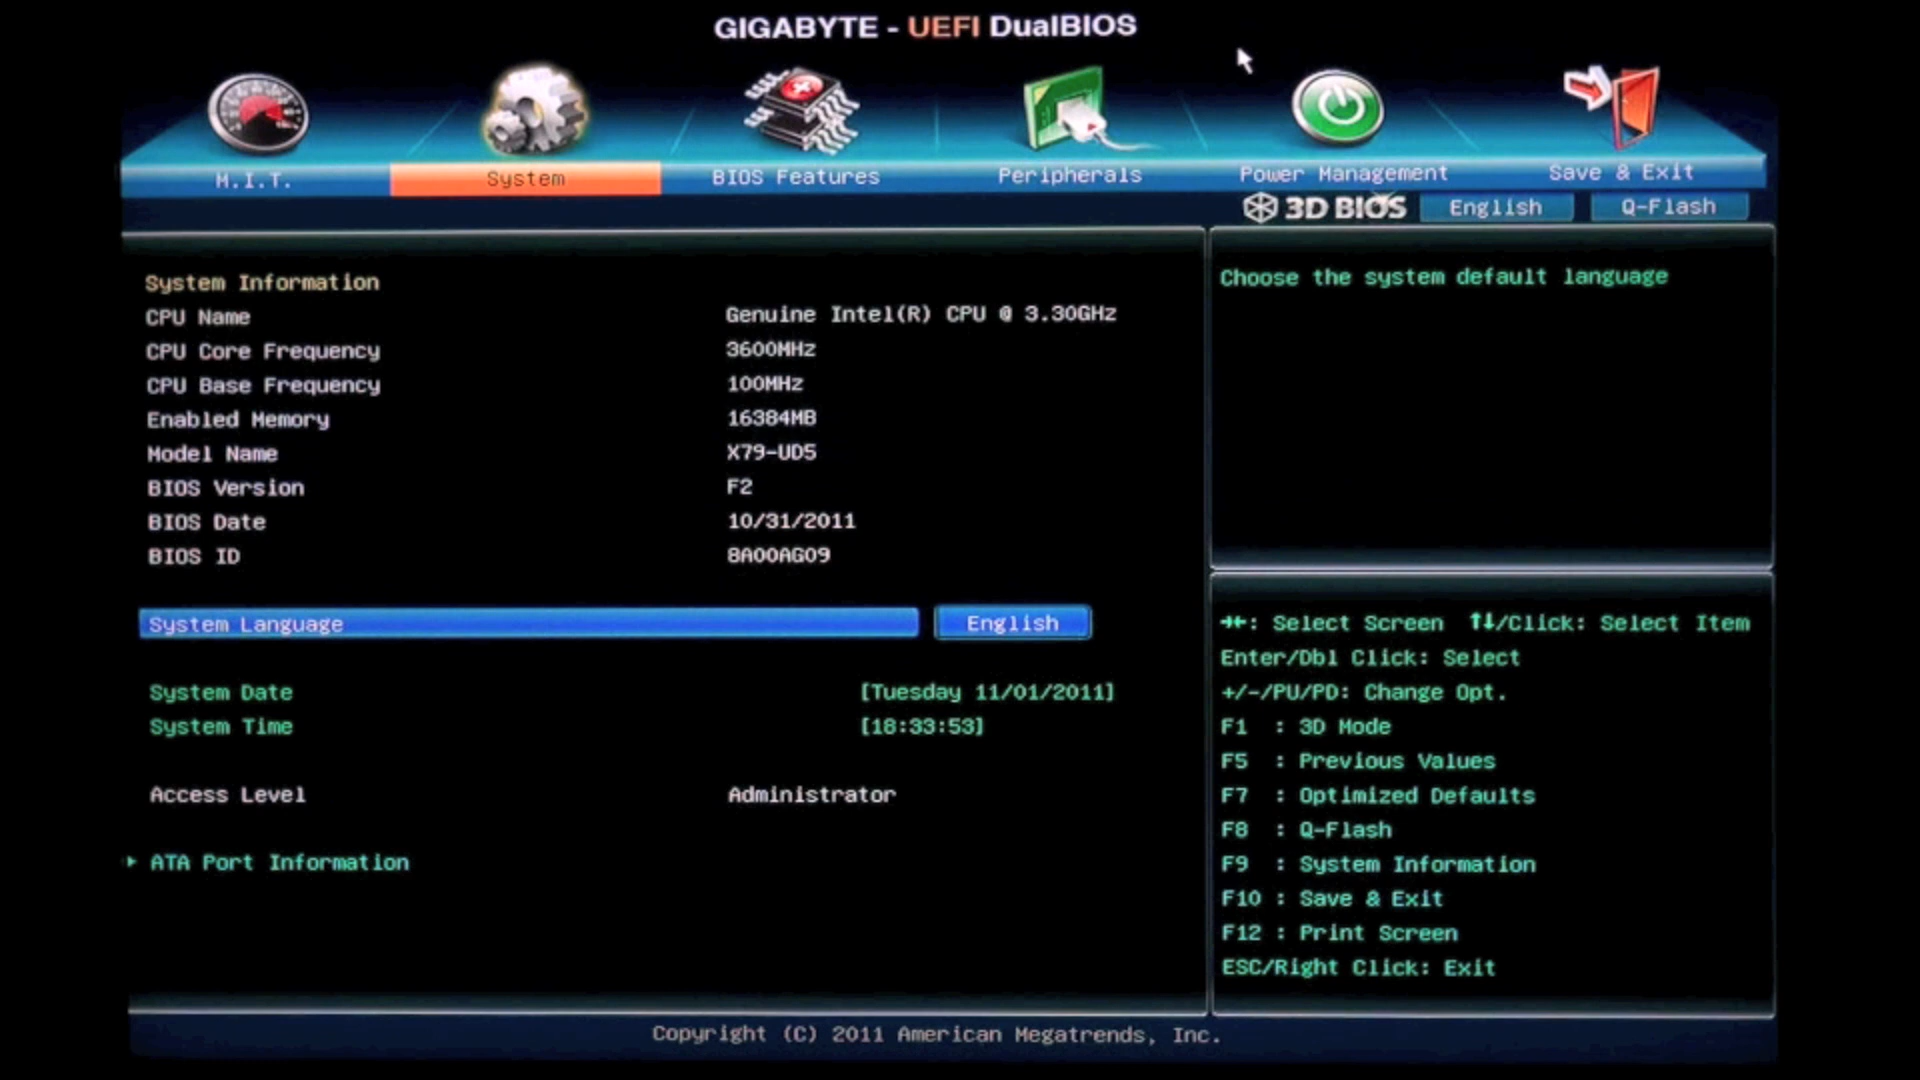 GIGABYTE - UEFI DualBIOS
M.I.T. System BIOS Features Peripherals Power Management Save & Exit
3D BIOS English Q-Flash
System Information
CPU Name Genuine Intel(R) CPU @ 3.30GHz
CPU Core Frequency 3600MHz
CPU Base Frequency 100MHz
Enabled Memory 16384MB
Model Name X79-UD5
BIOS Version F2
BIOS Date 10/31/2011
BIOS ID 8A00AG09
System Language English
System Date [Tuesday 11/01/2011]
System Time [18:33:53]
Access Level Administrator
ATA Port Information
Choose the system default language
→←: Select Screen ↑↓/Click: Select Item
Enter/Dbl Click: Select
+/-/PU/PD: Change Opt.
F1 : 3D Mode
F5 : Previous Values
F7 : Optimized Defaults
F8 : Q-Flash
F9 : System Information
F10 : Save & Exit
F12 : Print Screen
ESC/Right Click: Exit
Copyright (C) 2011 American Megatrends, Inc.